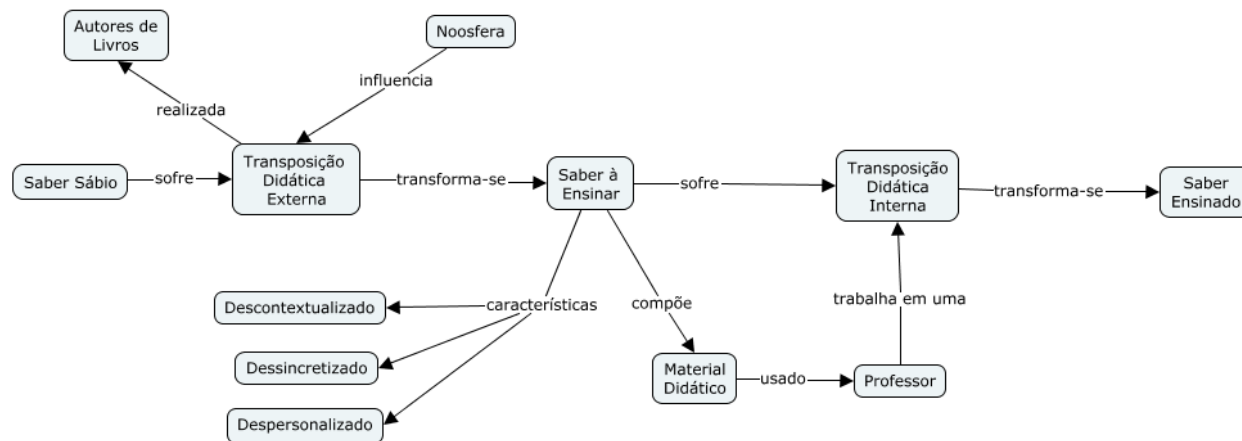 Autores de
Livros
Noosfera
influencia
realizada
Saber Sábio
sofre
Transposição
Didática
Externa
transforma-se
Saber à
Ensinar
sofre
Transposição
Didática
Interna
transforma-se
Saber
Ensinado
Descontextualizado
características
compõe
trabalha em uma
Dessincretizado
Material
Didático
usado
Professor
Despersonalizado